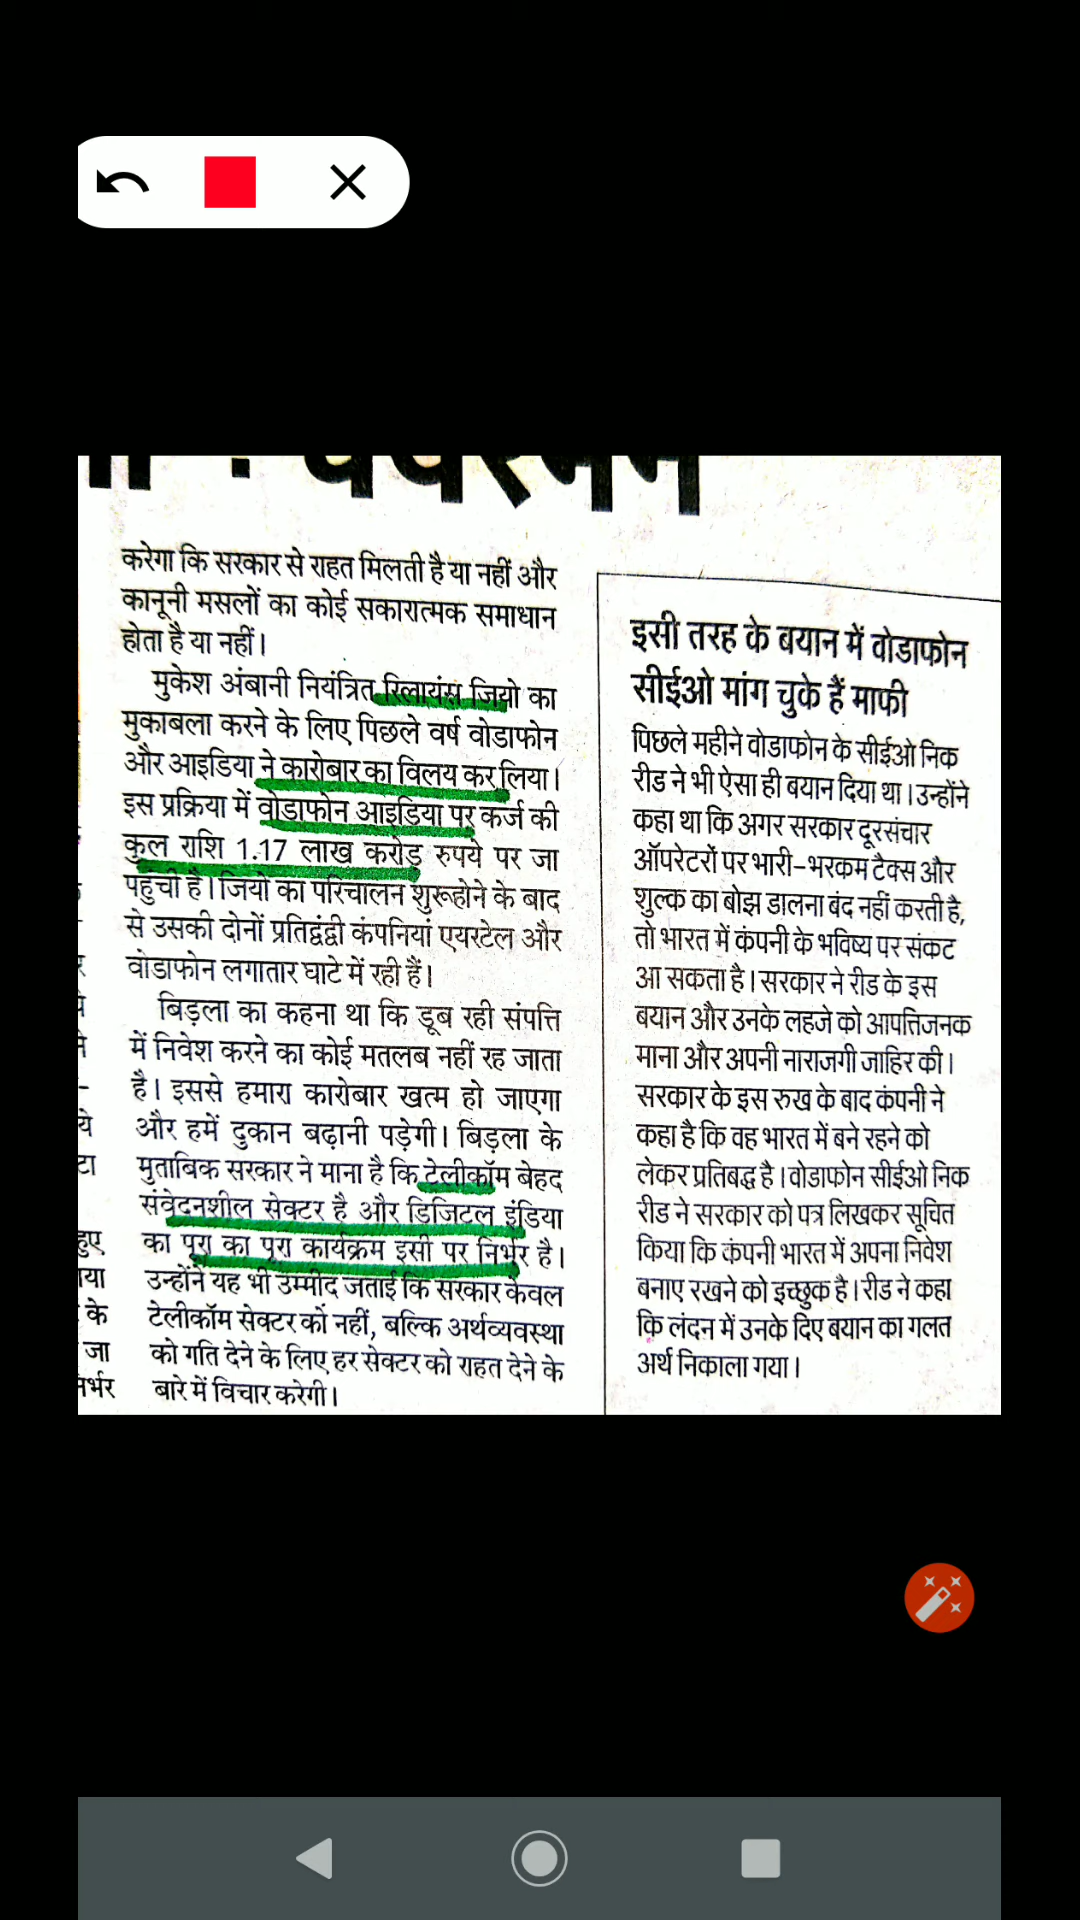 चेयरमैन
करेगा कि सरकार से राहत मिलती है या नहीं और
कानूनी मसलों का कोई सकारात्मक समाधान
होता है या नहीं।
मुकेश अंबानी नियंत्रित रिलायंस जियो का
मुकाबला करने के लिए पिछले वर्ष वोडाफोन
और आइडिया ने कारोबार का विलय कर लिया।
इस प्रक्रिया में वोडाफोन आइडिया पर कर्ज की
कुल राशि 1.17 लाख करोड़ रुपये पर जा
पहुंची है। जियो का परिचालन शुरू होने के बाद
से उसकी दोनों प्रतिद्वंद्वी कंपनियां एयरटेल और
वोडाफोन लगातार घाटे में रही हैं।
बिड़ला का कहना था कि डूब रही संपत्ति
में निवेश करने का कोई मतलब नहीं रह जाता
है। इससे हमारा कारोबार खत्म हो जाएगा
और हमें दुकान बढ़ानी पड़ेगी। बिड़ला के
मुताबिक सरकार ने माना है कि टेलीकॉम बेहद
संवेदनशील सेक्टर है और डिजिटल इंडिया
का पूरा का पूरा कार्यक्रम इसी पर निर्भर है।
उन्होंने यह भी उम्मीद जताई कि सरकार केवल
टेलीकॉम सेक्टर को नहीं, बल्कि अर्थव्यवस्था
को गति देने के लिए हर सेक्टर को राहत देने के
बारे में विचार करेगी।
इसी तरह के बयान में वोडाफोन
सीईओ मांग चुके हैं माफी
पिछले महीने वोडाफोन के सीईओ निक
रीड ने भी ऐसा ही बयान दिया था। उन्होंने
कहा था कि अगर सरकार दूरसंचार
ऑपरेटरों पर भारी-भरकम टैक्स और
शुल्क का बोझ डालना बंद नहीं करती है,
तो भारत में कंपनी के भविष्य पर संकट
आ सकता है। सरकार ने रीड के इस
बयान और उनके लहजे को आपत्तिजनक
माना और अपनी नाराजगी जाहिर की।
सरकार के इस रुख के बाद कंपनी ने
कहा है कि वह भारत में बने रहने को
लेकर प्रतिबद्ध है। वोडाफोन सीईओ निक
रीड ने सरकार को पत्र लिखकर सूचित
किया कि कंपनी भारत में अपना निवेश
बनाए रखने को इच्छुक है। रीड ने कहा
कि लंदन में उनके दिए बयान का गलत
अर्थ निकाला गया।